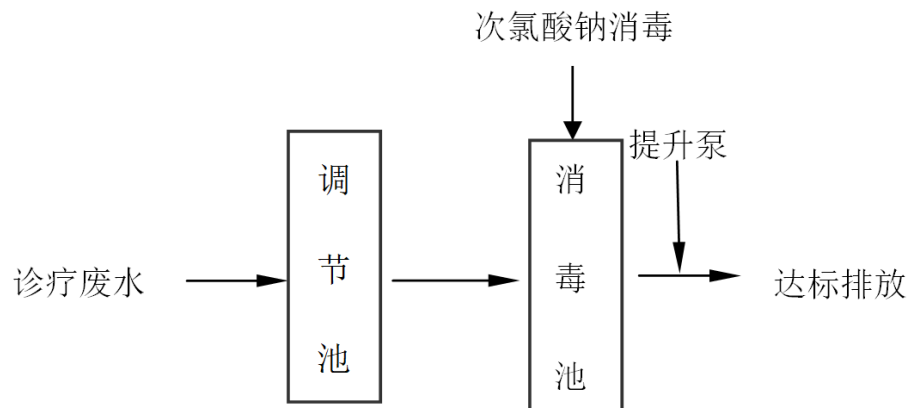 次氯酸钠消毒
提升泵
诊疗废水
调节池
消毒池
达标排放